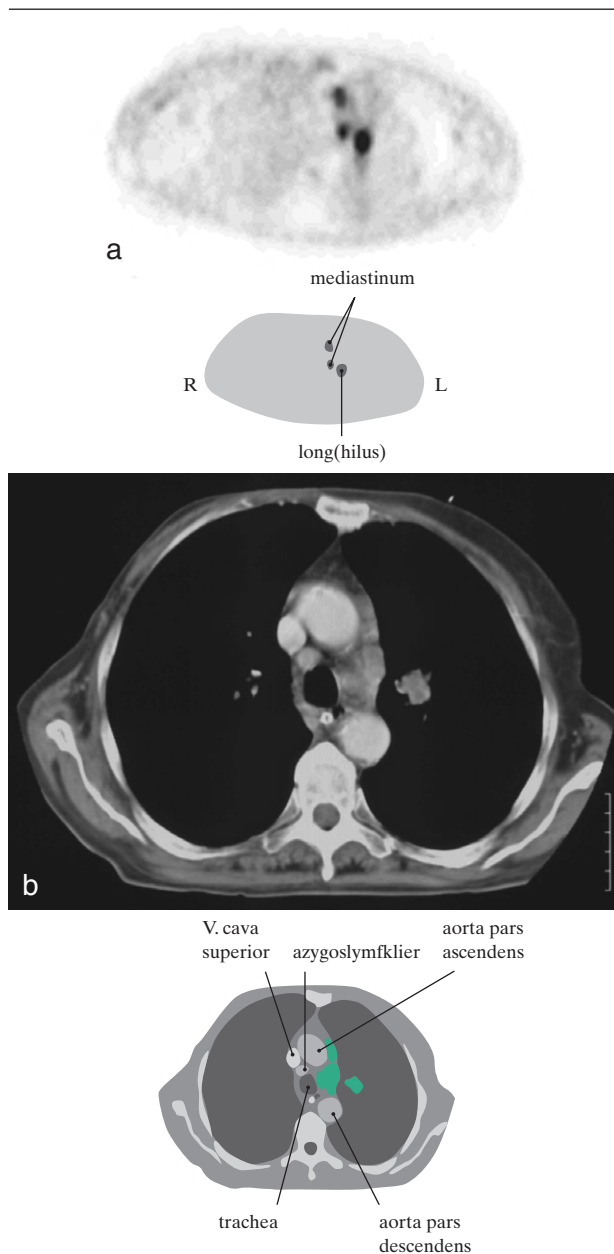 a
mediastinum
R
L
long(hilus)
b
V. cava
superior
azygoslymfklier
aorta pars
ascendens
trachea
aorta pars
descendens